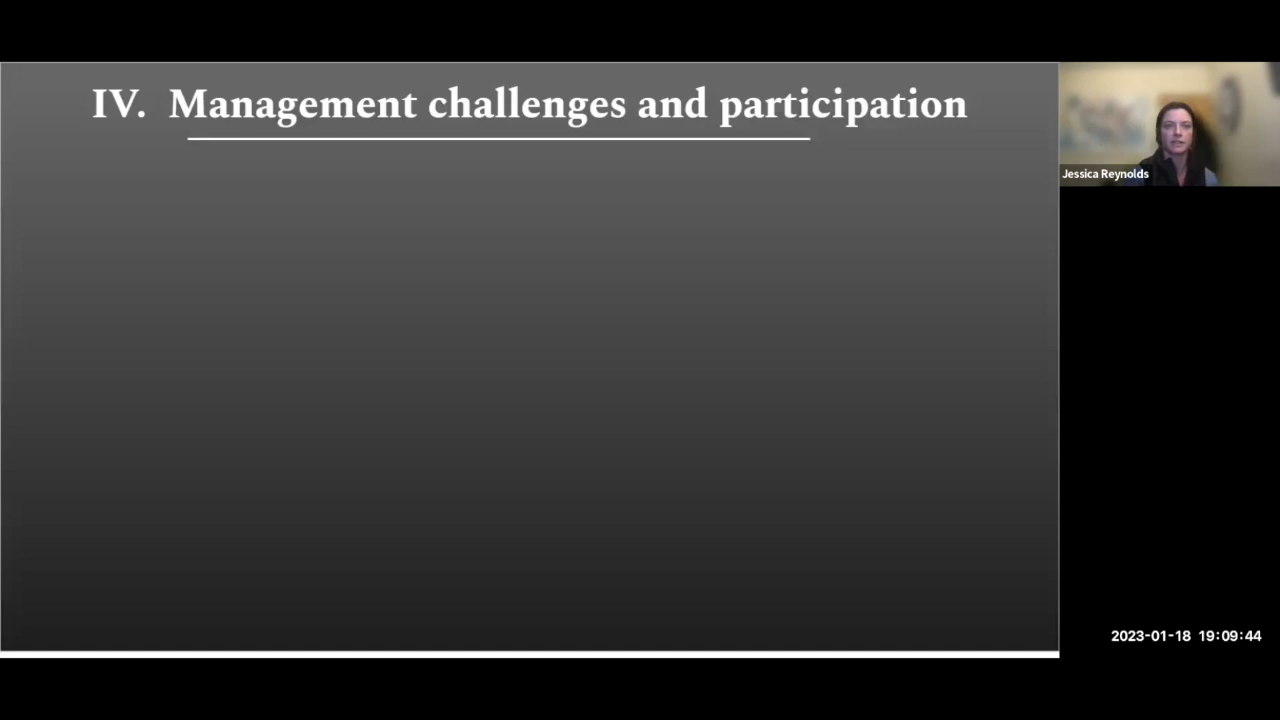 IV. Management challenges and participation
Jessica Reynolds
2023-01-18 19:09:44